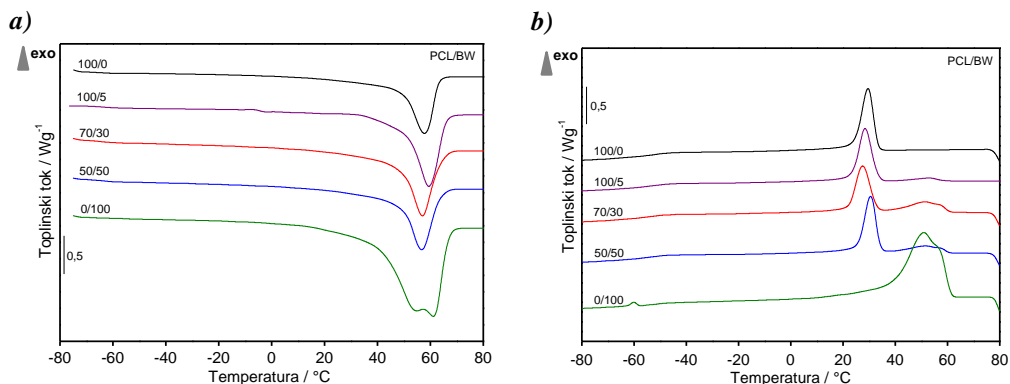 a)
exo
PCL/BW
100/0
100/5
70/30
50/50
0/100
0,5
Toplinski tok / Wg⁻¹
-80 -60 -40 -20 0 20 40 60 80
Temperatura / °C
b)
exo
PCL/BW
0,5
100/0
100/5
70/30
50/50
0/100
Toplinski tok / Wg⁻¹
-80 -60 -40 -20 0 20 40 60 80
Temperatura / °C